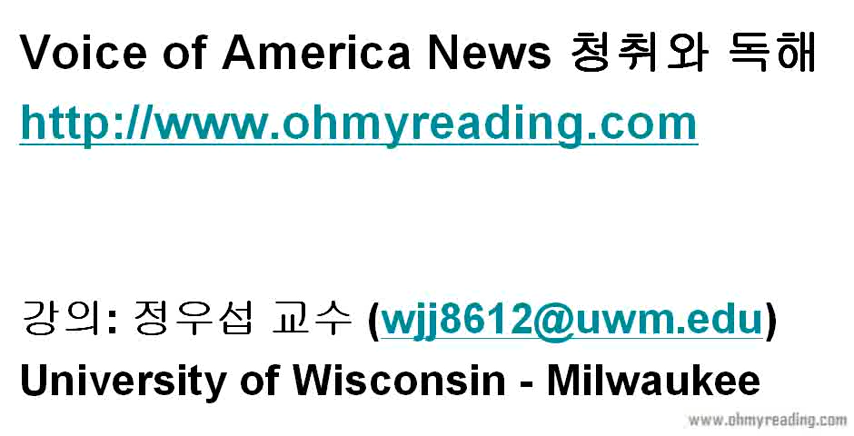 Voice of America News 청취와 독해
http://www.ohmyreading.com
강의: 정우섭 교수 (wjj8612@uwm.edu)
University of Wisconsin - Milwaukee
www.ohmyreading.com